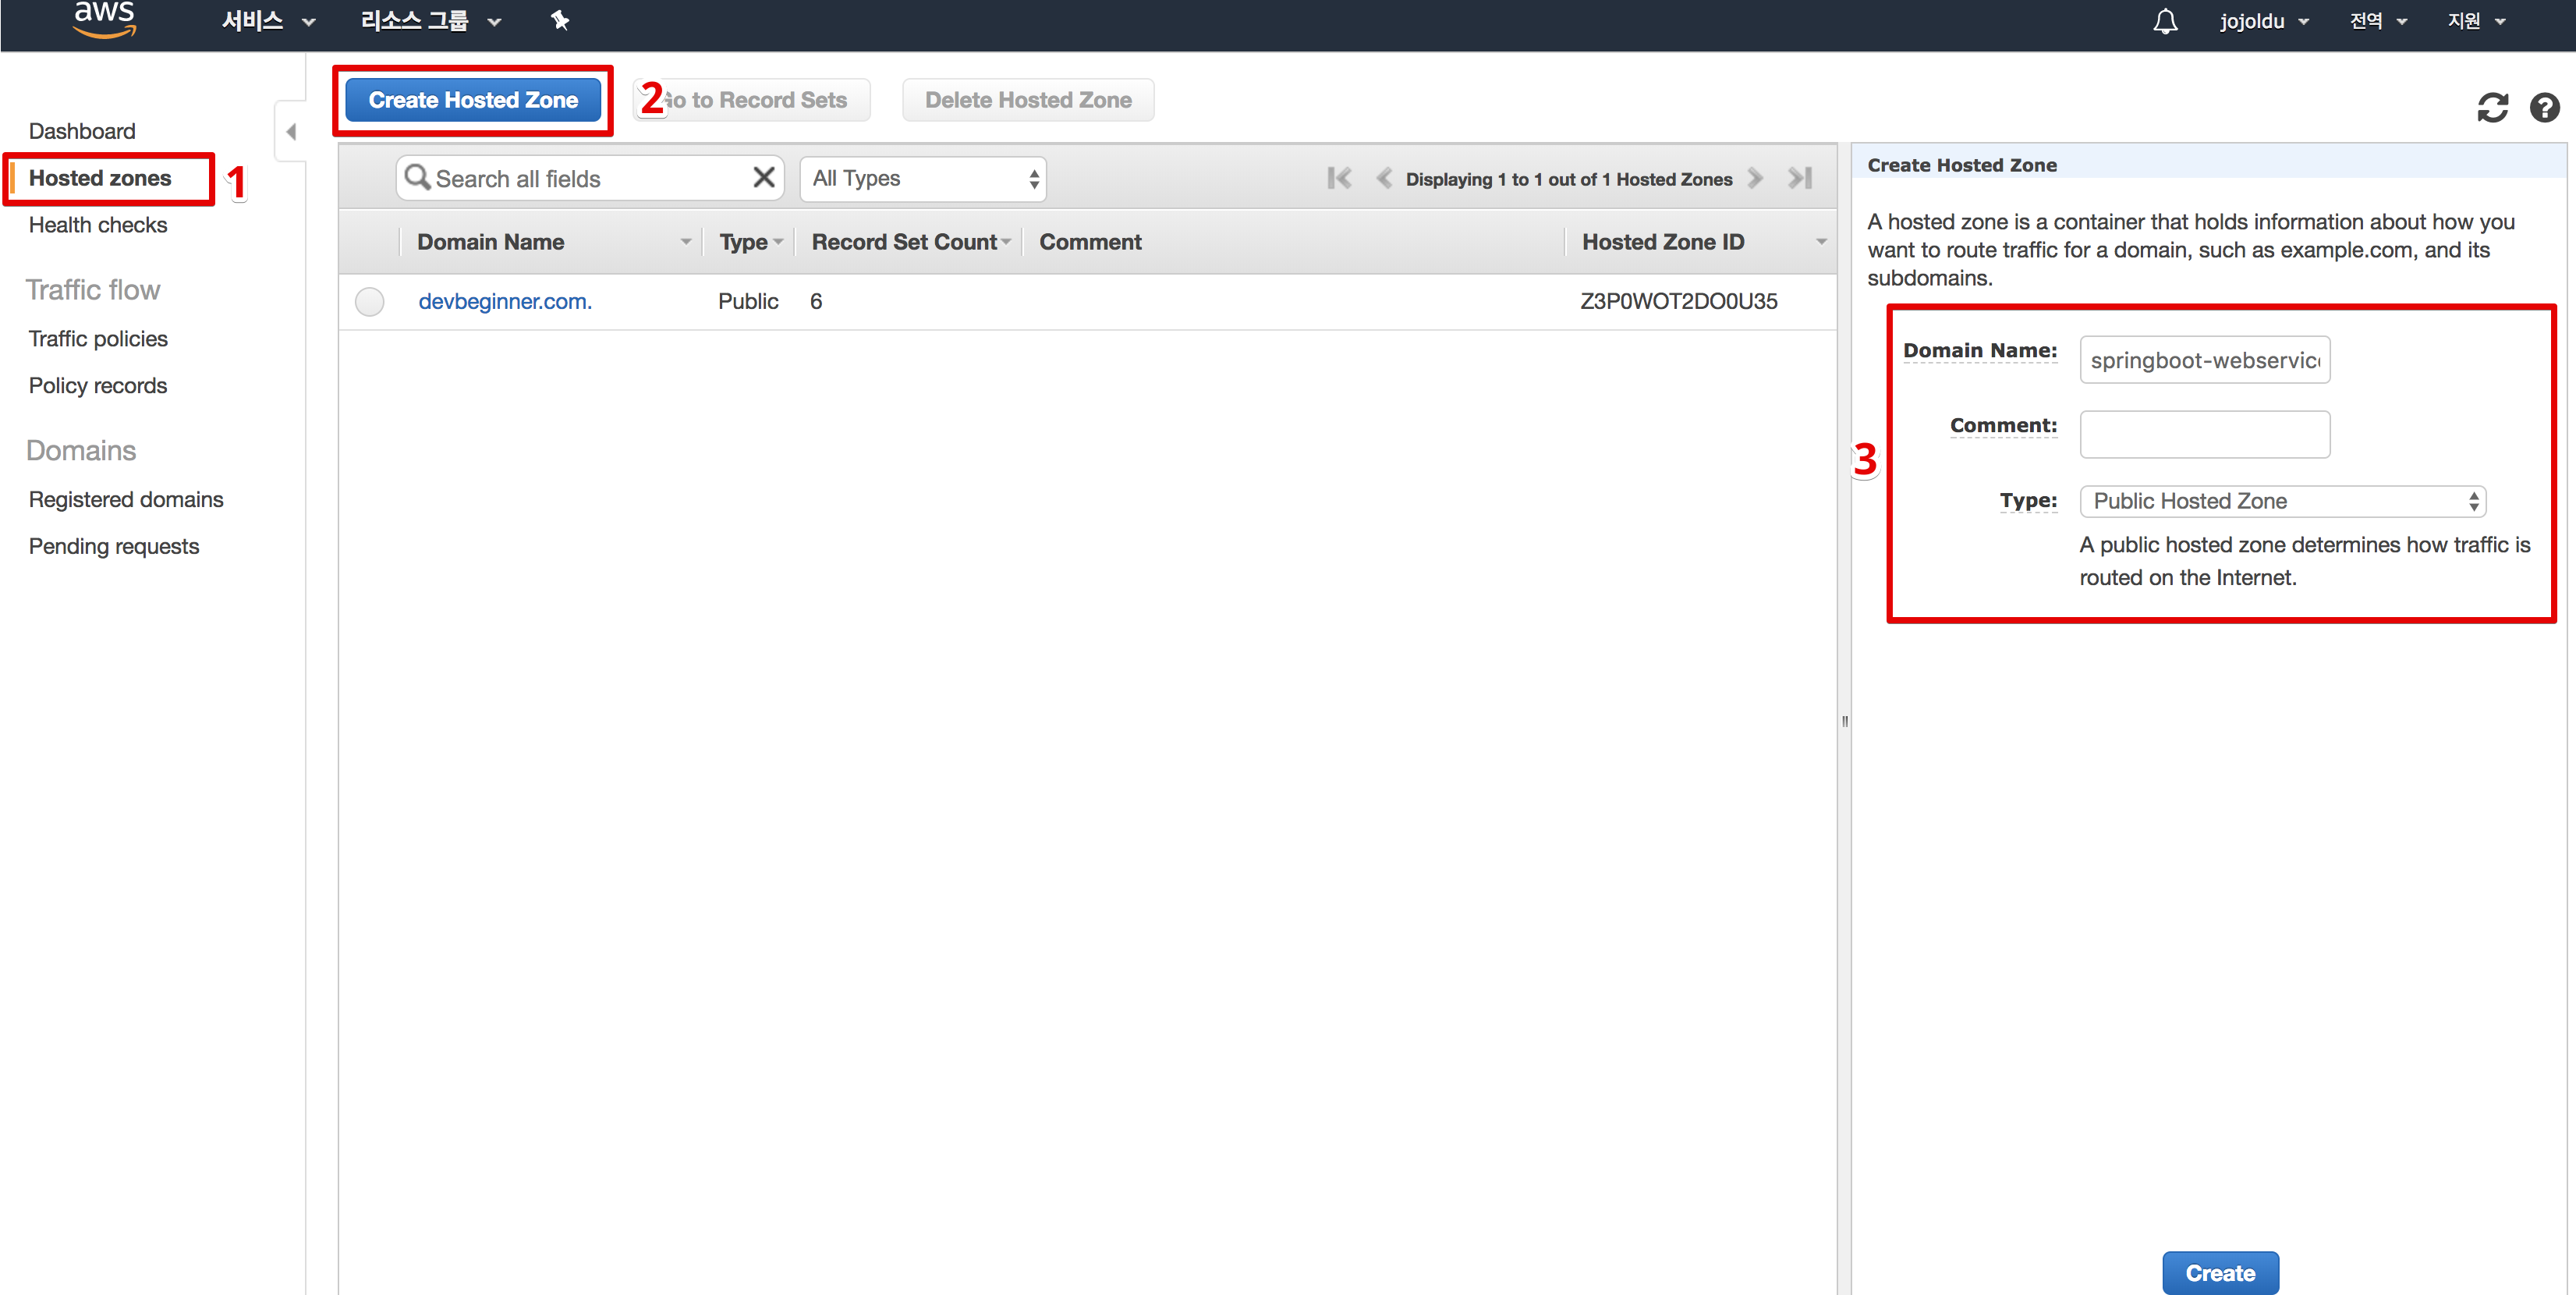 aws
서비스
리소스 그룹
jojoldu
전역
지원
Dashboard
Hosted zones
1
Health checks
Traffic flow
Traffic policies
Policy records
Domains
Registered domains
Pending requests
Create Hosted Zone
2
o to Record Sets
Delete Hosted Zone
Search all fields
All Types
Displaying 1 to 1 out of 1 Hosted Zones
Domain Name
Type
Record Set Count
Comment
Hosted Zone ID
devbeginner.com.
Public
6
Z3P0WOT2DO0U35
Create Hosted Zone
A hosted zone is a container that holds information about how you
want to route traffic for a domain, such as example.com, and its
subdomains.
3
Domain Name:
springboot-webservic
Comment:
Type:
Public Hosted Zone
A public hosted zone determines how traffic is
routed on the Internet.
Create